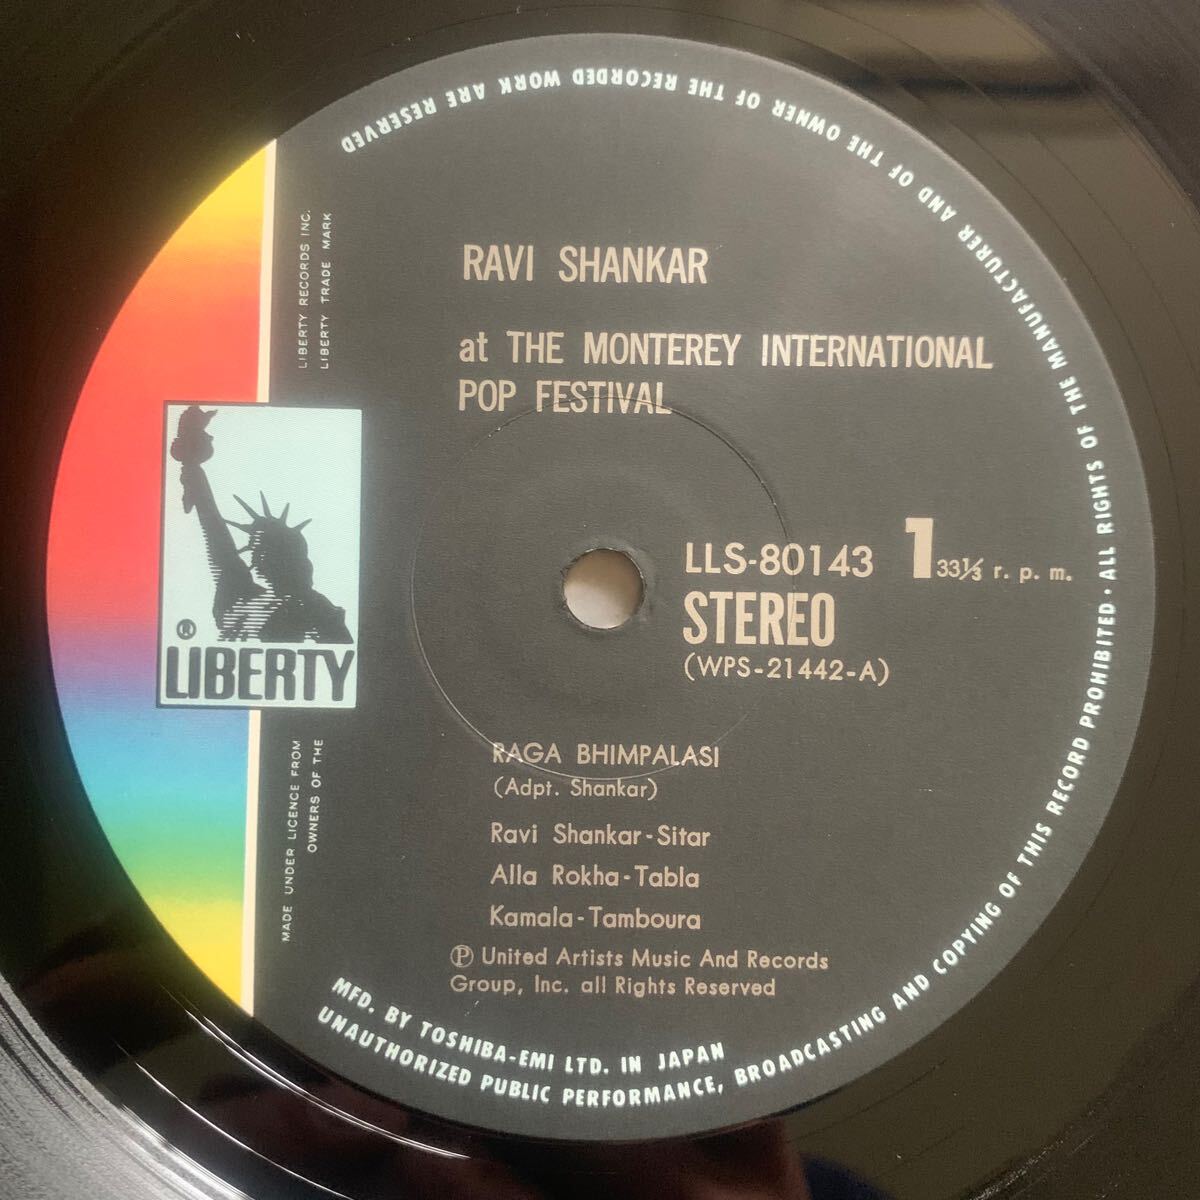 RAVI SHANKAR
at THE MONTEREY INTERNATIONAL
POP FESTIVAL
LIBERTY RECORDS INC.
LIBERTY TRADE MARK
®
LIBERTY
LLS-80143 1 33⅓ r. p. m.
STEREO
(WPS-21442-A)
RAGA BHIMPALASI
(Adpt. Shankar)
Ravi Shankar-Sitar
Alla Rokha-Tabla
Kamala-Tamboura
Ⓟ United Artists Music And Records
Group, Inc. all Rights Reserved
MADE UNDER LICENCE FROM
OWNERS OF THE
MFD. BY TOSHIBA-EMI LTD. IN JAPAN
UNAUTHORIZED PUBLIC PERFORMANCE, BROADCASTING AND COPYING OF THIS RECORD PROHIBITED · ALL RIGHTS OF THE MANUFACTURER AND OF THE OWNER OF THE RECORDED WORK ARE RESERVED